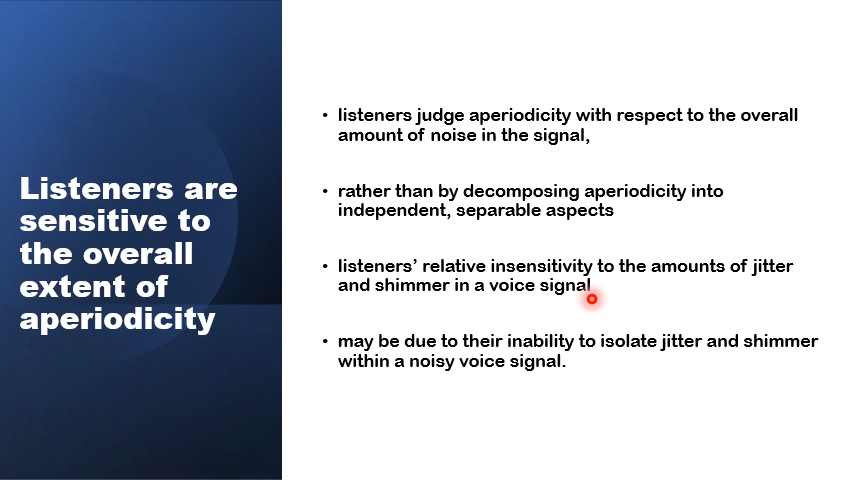 Listeners are
sensitive to
the overall
extent of
aperiodicity
• listeners judge aperiodicity with respect to the overall
amount of noise in the signal,
• rather than by decomposing aperiodicity into
independent, separable aspects
• listeners’ relative insensitivity to the amounts of jitter
and shimmer in a voice signal
• may be due to their inability to isolate jitter and shimmer
within a noisy voice signal.